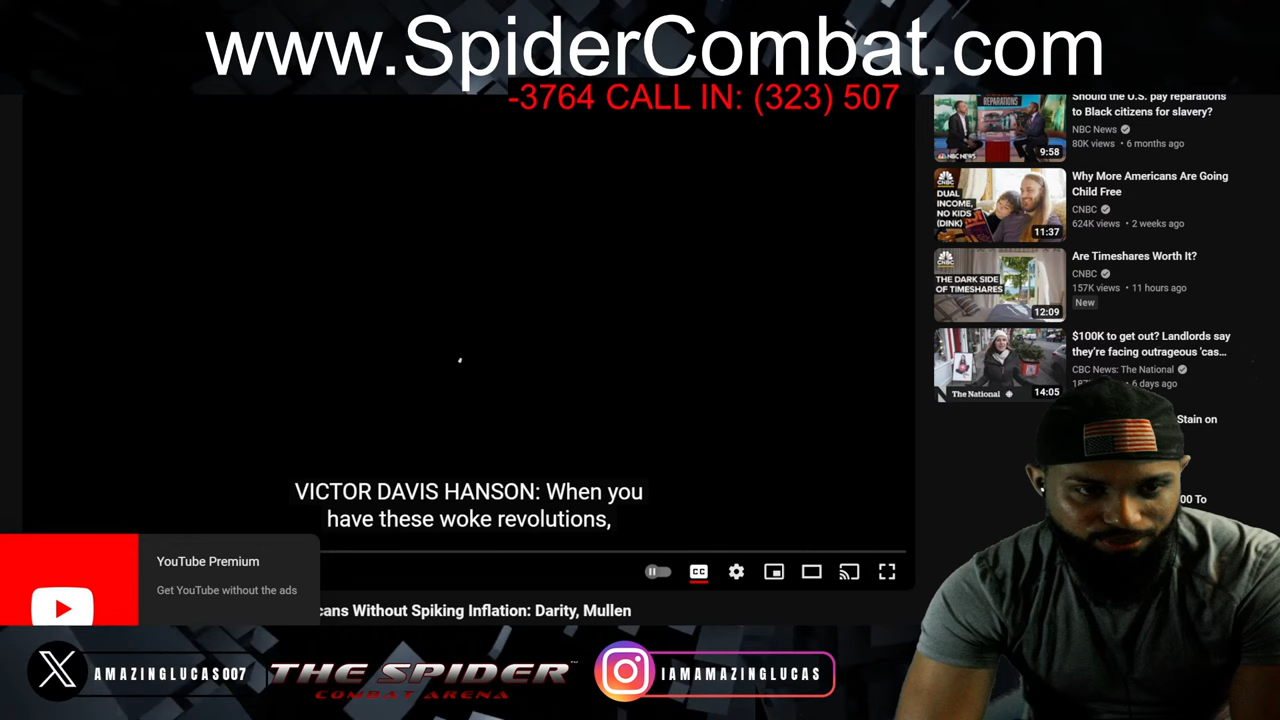 www.SpiderCombat.com
-3764 CALL IN: (323) 507
REPARATIONS
NBC NEWS
9:58
Should the U.S. pay reparations
to Black citizens for slavery?
NBC News
80K views • 6 months ago
CNBC
DUAL
INCOME,
NO KIDS
(DINK)
11:37
Why More Americans Are Going
Child Free
CNBC
624K views • 2 weeks ago
CNBC
THE DARK SIDE
OF TIMESHARES
12:09
Are Timeshares Worth It?
CNBC
157K views • 11 hours ago
New
The National
14:05
$100K to get out? Landlords say
they're facing outrageous 'cas...
CBC News: The National
6 days ago
Stain on
00 To
VICTOR DAVIS HANSON: When you
have these woke revolutions,
CC
YouTube Premium
Get YouTube without the ads
cans Without Spiking Inflation: Darity, Mullen
AMAZINGLUCAS007
THE SPIDER
COMBAT ARENA
IAMAMAZINGLUCAS